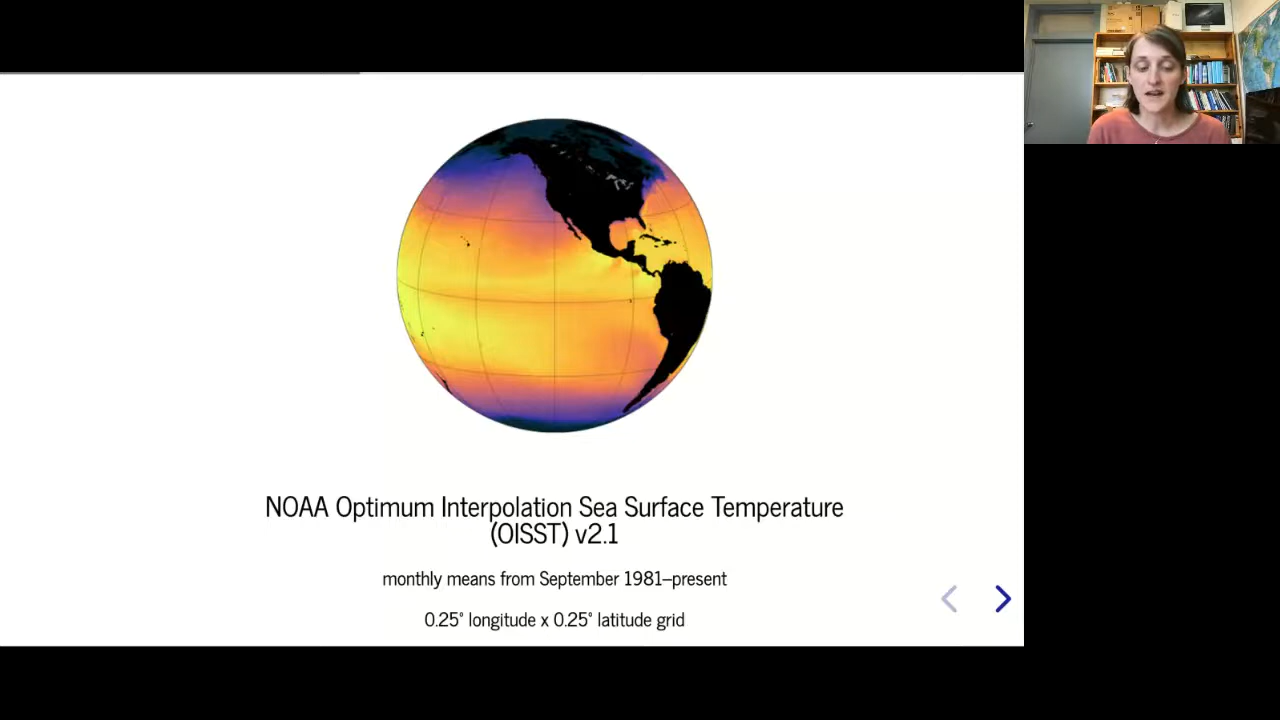 NOAA Optimum Interpolation Sea Surface Temperature
(OISST) v2.1
monthly means from September 1981–present
0.25° longitude x 0.25° latitude grid